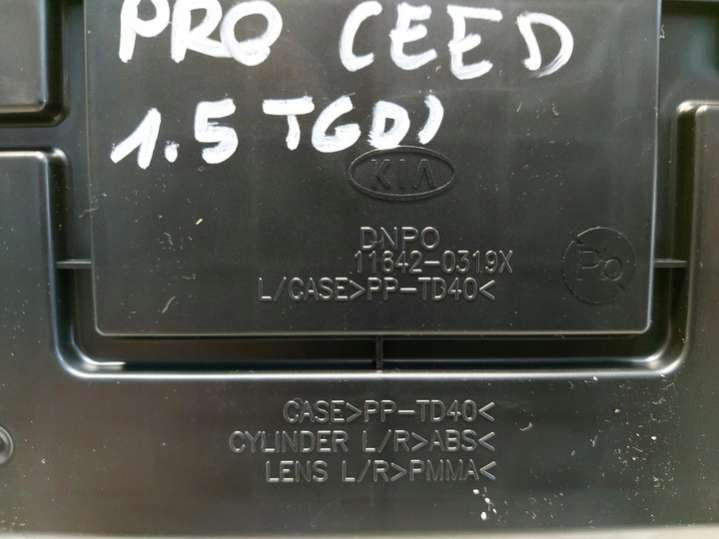 PRO CEED
1.5 TGDI
KIA
DNPO
11642-0319X
L/CASE>PP-TD40<
Po
CASE>PP-TD40<
CYLINDER L/R>ABS<
LENS L/R>PMMA<